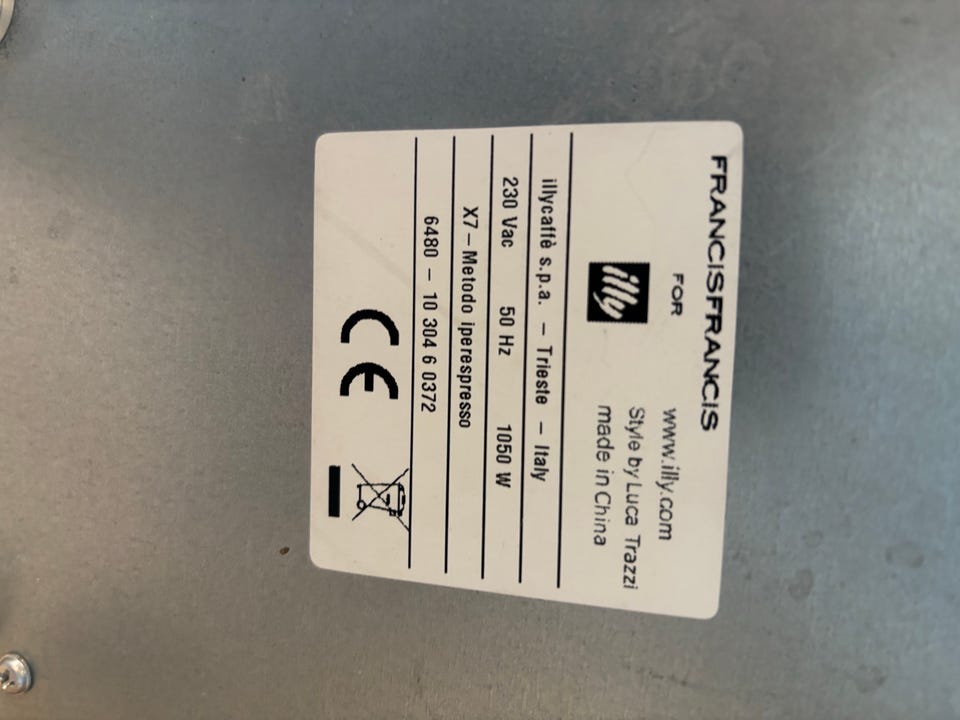 FRANCISFRANCIS
FOR
illy
www.illy.com
Style by Luca Trazzi
made in China
illycaffè s.p.a. – Trieste – Italy
230 Vac 50 Hz 1050 W
X7 – Metodo iperespresso
6480 – 10 304 6 0372
CE